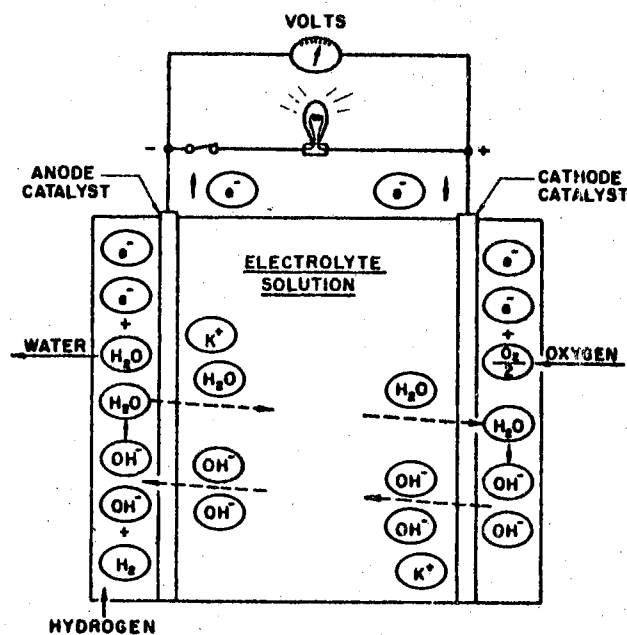 VOLTS
- +
ANODE
CATALYST
e⁻ e⁻
CATHODE
CATALYST
ELECTROLYTE
SOLUTION
e⁻
e⁻
+
WATER H₂O
H₂O
OH⁻
OH⁻
+
H₂
HYDROGEN
K⁺
H₂O
OH⁻
OH⁻
H₂O
OH⁻
OH⁻
K⁺
e⁻
e⁻
+
O₂/2 OXYGEN
H₂O
OH⁻
OH⁻